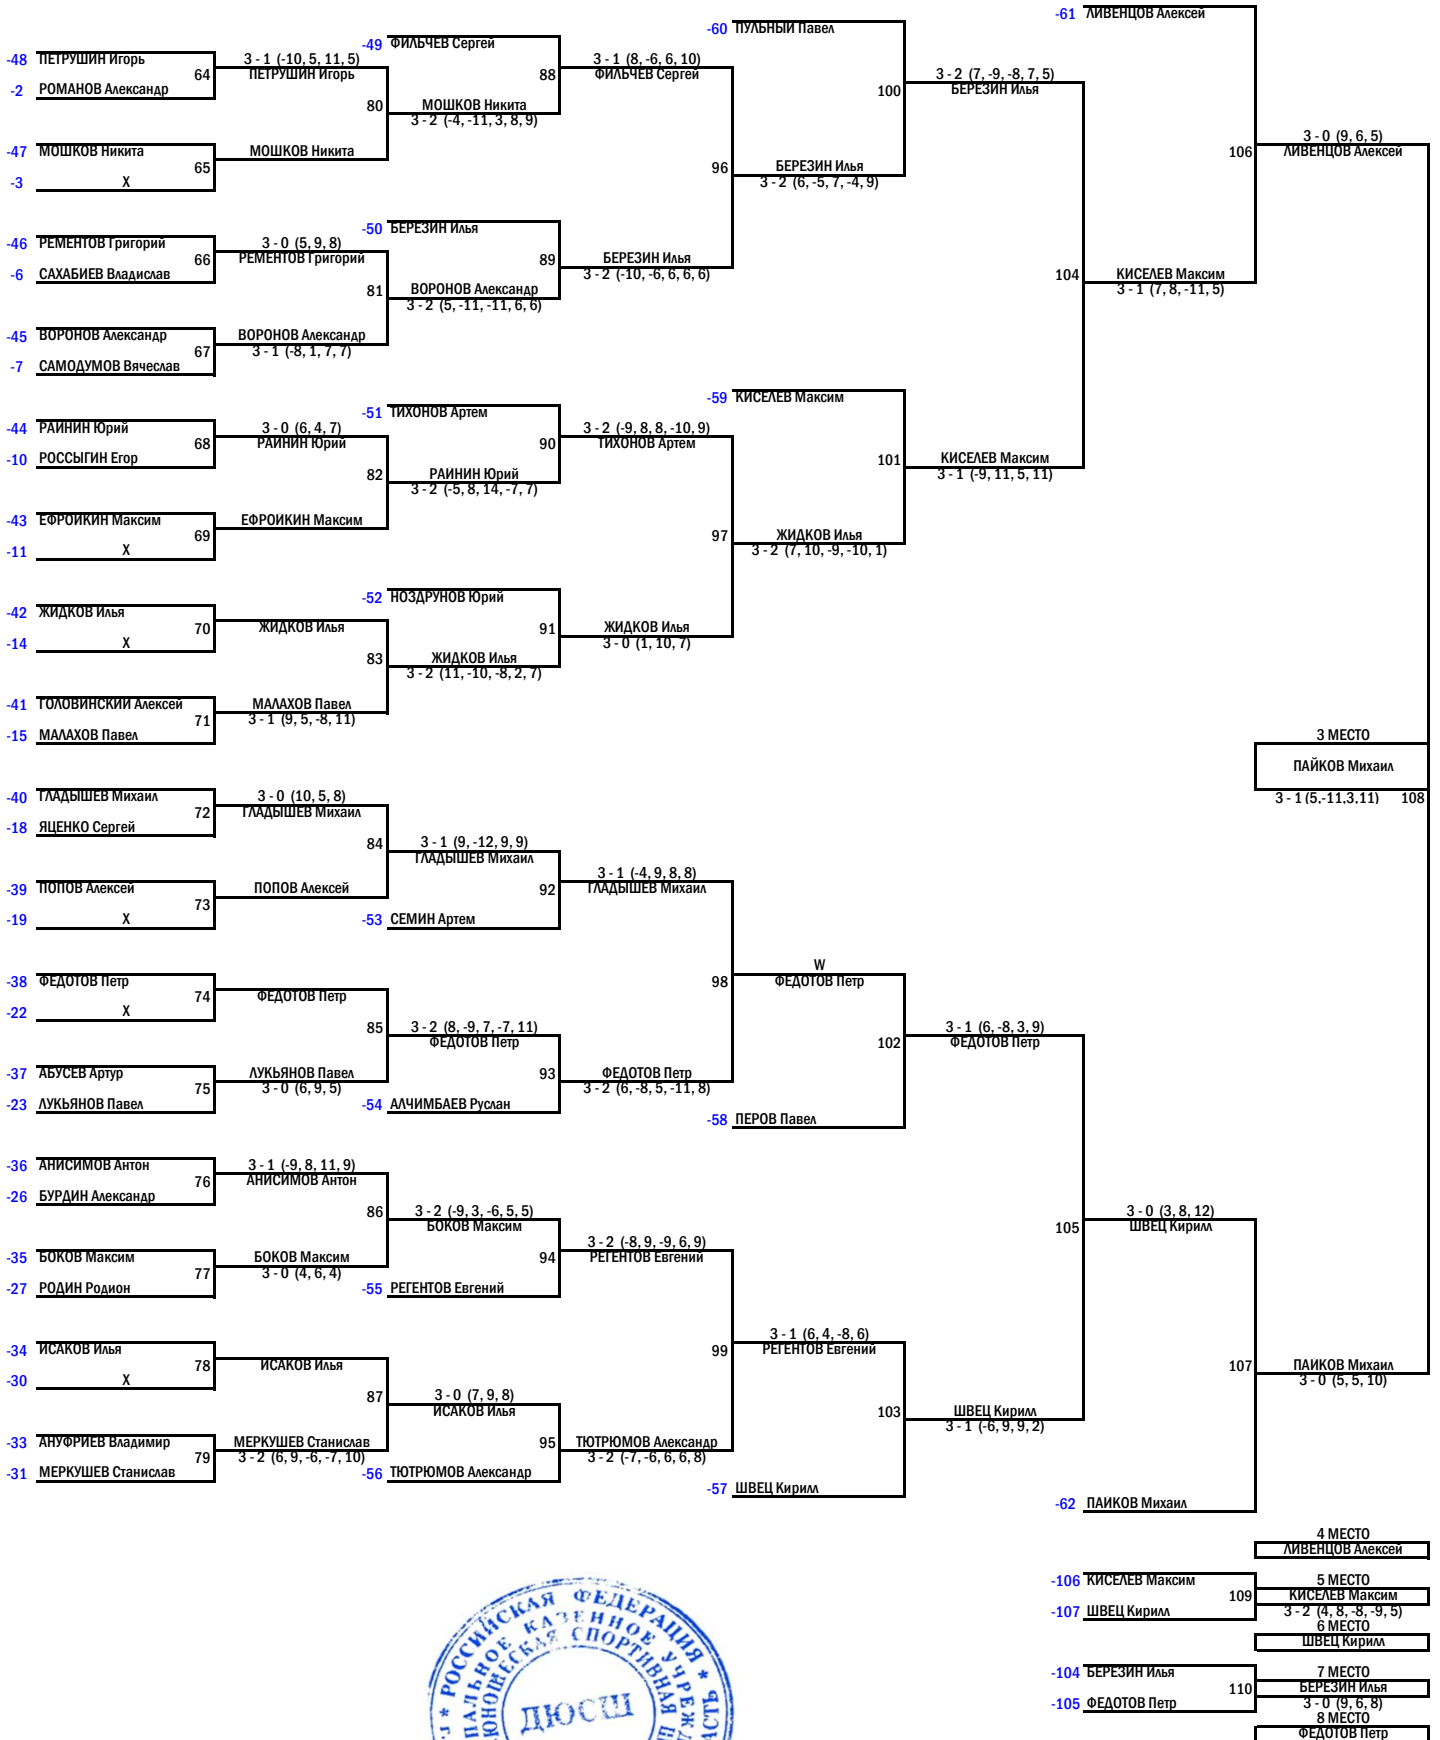 -61 ЛИВЕНЦОВ Алексей
-60 ПУЛЬНЫЙ Павел
-49 ФИЛЬЧЕВ Сергей
-48 ПЕТРУШИН Игорь
64
3 - 1 (-10, 5, 11, 5)
ПЕТРУШИН Игорь
88
3 - 1 (8, -6, 6, 10)
ФИЛЬЧЕВ Сергей
-2 РОМАНОВ Александр
100
3 - 2 (7, -9, -8, 7, 5)
БЕРЕЗИН Илья
80
МОШКОВ Никита
3 - 2 (-4, -11, 3, 8, 9)
-47 МОШКОВ Никита
65
МОШКОВ Никита
-3 X
106
3 - 0 (9, 6, 5)
ЛИВЕНЦОВ Алексей
96
БЕРЕЗИН Илья
3 - 2 (6, -5, 7, -4, 9)
-50 БЕРЕЗИН Илья
-46 РЕМЕНТОВ Григорий
66
3 - 0 (5, 9, 8)
РЕМЕНТОВ Григорий
89
БЕРЕЗИН Илья
3 - 2 (-10, -6, 6, 6, 6)
-6 САХАБИЕВ Владислав
104
КИСЕЛЕВ Максим
3 - 1 (7, 8, -11, 5)
81
ВОРОНОВ Александр
3 - 2 (5, -11, -11, 6, 6)
-45 ВОРОНОВ Александр
67
ВОРОНОВ Александр
3 - 1 (-8, 1, 7, 7)
-7 САМОДУМОВ Вячеслав
-59 КИСЕЛЕВ Максим
-51 ТИХОНОВ Артем
-44 РАЙНИН Юрий
68
3 - 0 (6, 4, 7)
РАЙНИН Юрий
90
3 - 2 (-9, 8, 8, -10, 9)
ТИХОНОВ Артем
-10 РОССЫГИН Егор
101
КИСЕЛЕВ Максим
3 - 1 (-9, 11, 5, 11)
82
РАЙНИН Юрий
3 - 2 (-5, 8, 14, -7, 7)
-43 ЕФРОЙКИН Максим
69
ЕФРОЙКИН Максим
-11 X
97
ЖИДКОВ Илья
3 - 2 (7, 10, -9, -10, 1)
-52 НОЗДРУНОВ Юрий
-42 ЖИДКОВ Илья
70
ЖИДКОВ Илья
-14 X
91
ЖИДКОВ Илья
3 - 0 (1, 10, 7)
83
ЖИДКОВ Илья
3 - 2 (11, -10, -8, 2, 7)
-41 ГОЛОВИНСКИЙ Алексей
71
МАЛАХОВ Павел
3 - 1 (9, 5, -8, 11)
-15 МАЛАХОВ Павел
3 МЕСТО
ПАЙКОВ Михаил
3 - 1 (5,-11,3,11) 108
-40 ГЛАДЫШЕВ Михаил
72
3 - 0 (10, 5, 8)
ГЛАДЫШЕВ Михаил
-18 ЯЦЕНКО Сергей
84
3 - 1 (9, -12, 9, 9)
ГЛАДЫШЕВ Михаил
-39 ПОПОВ Алексей
73
ПОПОВ Алексей
-19 X
92
3 - 1 (-4, 9, 8, 8)
ГЛАДЫШЕВ Михаил
-53 СЕМИН Артем
98
W
ФЕДОТОВ Петр
-38 ФЕДОТОВ Петр
74
ФЕДОТОВ Петр
-22 X
85
3 - 2 (8, -9, 7, -7, 11)
ФЕДОТОВ Петр
102
3 - 1 (6, -8, 3, 9)
ФЕДОТОВ Петр
-37 АБУСЕВ Артур
75
ЛУКЬЯНОВ Павел
3 - 0 (6, 9, 5)
93
ФЕДОТОВ Петр
3 - 2 (6, -8, 5, -11, 8)
-23 ЛУКЬЯНОВ Павел
-54 АЛЧИМБАЕВ Руслан
-58 ПЕРОВ Павел
-36 АНИСИМОВ Антон
76
3 - 1 (-9, 8, 11, 9)
АНИСИМОВ Антон
-26 БУРДИН Александр
86
3 - 2 (-9, 3, -6, 5, 5)
БОКОВ Максим
105
3 - 0 (3, 8, 12)
ШВЕЦ Кирилл
-35 БОКОВ Максим
77
БОКОВ Максим
3 - 0 (4, 6, 4)
94
3 - 2 (-8, 9, -9, 6, 9)
РЕГЕНТОВ Евгений
-27 РОДИН Родион
-55 РЕГЕНТОВ Евгений
99
3 - 1 (6, 4, -8, 6)
РЕГЕНТОВ Евгений
-34 ИСАКОВ Илья
78
ИСАКОВ Илья
-30 X
107
ПАЙКОВ Михаил
3 - 0 (5, 5, 10)
87
3 - 0 (7, 9, 8)
ИСАКОВ Илья
103
ШВЕЦ Кирилл
3 - 1 (-6, 9, 9, 2)
-33 АНУФРИЕВ Владимир
79
МЕРКУШЕВ Станислав
3 - 2 (6, 9, -6, -7, 10)
95
ТЮТРЮМОВ Александр
3 - 2 (-7, -6, 6, 6, 8)
-31 МЕРКУШЕВ Станислав
-56 ТЮТРЮМОВ Александр
-57 ШВЕЦ Кирилл
-62 ПАЙКОВ Михаил
4 МЕСТО
ЛИВЕНЦОВ Алексей
-106 КИСЕЛЕВ Максим
109
5 МЕСТО
КИСЕЛЕВ Максим
-107 ШВЕЦ Кирилл
3 - 2 (4, 8, -8, -9, 5)
6 МЕСТО
ШВЕЦ Кирилл
-104 БЕРЕЗИН Илья
110
7 МЕСТО
БЕРЕЗИН Илья
-105 ФЕДОТОВ Петр
3 - 0 (9, 6, 8)
8 МЕСТО
ФЕДОТОВ Петр
* РОССИЙСКАЯ ФЕДЕРАЦИЯ *
КАЗЕННОЕ
СПОРТИВНАЯ
ДЮСШ